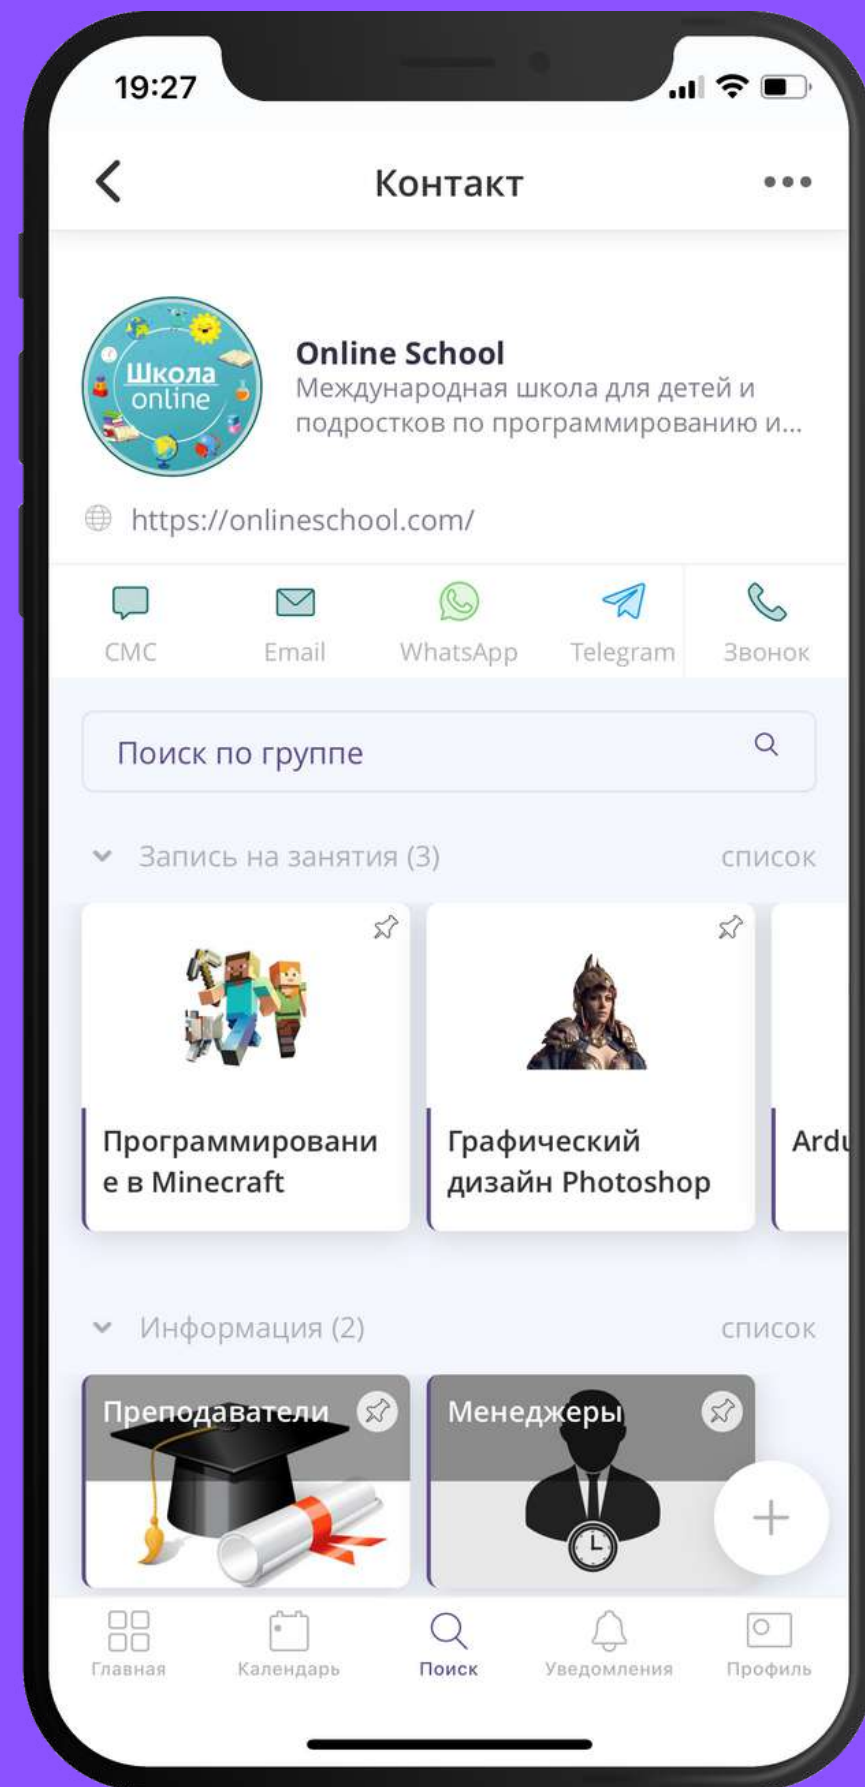 19:27
Контакт
Школа
online
Online School
Международная школа для детей и
подростков по программированию и...
https://onlineschool.com/
СМС
Email
WhatsApp
Telegram
Звонок
Поиск по группе
Запись на занятия (3)
список
Программировани
е в Minecraft
Графический
дизайн Photoshop
Ardu
Информация (2)
список
Преподаватели
Менеджеры
Главная
Календарь
Поиск
Уведомления
Профиль